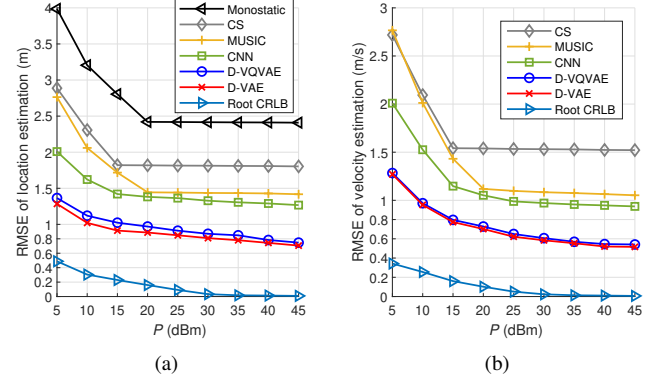 4
3.5
3
2.5
2
1.5
1
0.8
0.6
0.4
0.2
0
5 10 15 20 25 30 35 40 45
P (dBm)
RMSE of location estimation (m)
Monostatic
CS
MUSIC
CNN
D-VQVAE
D-VAE
Root CRLB
(a)
3
2.5
2
1.5
1
0.8
0.6
0.4
0.2
0
5 10 15 20 25 30 35 40 45
P (dBm)
RMSE of velocity estimation (m/s)
CS
MUSIC
CNN
D-VQVAE
D-VAE
Root CRLB
(b)